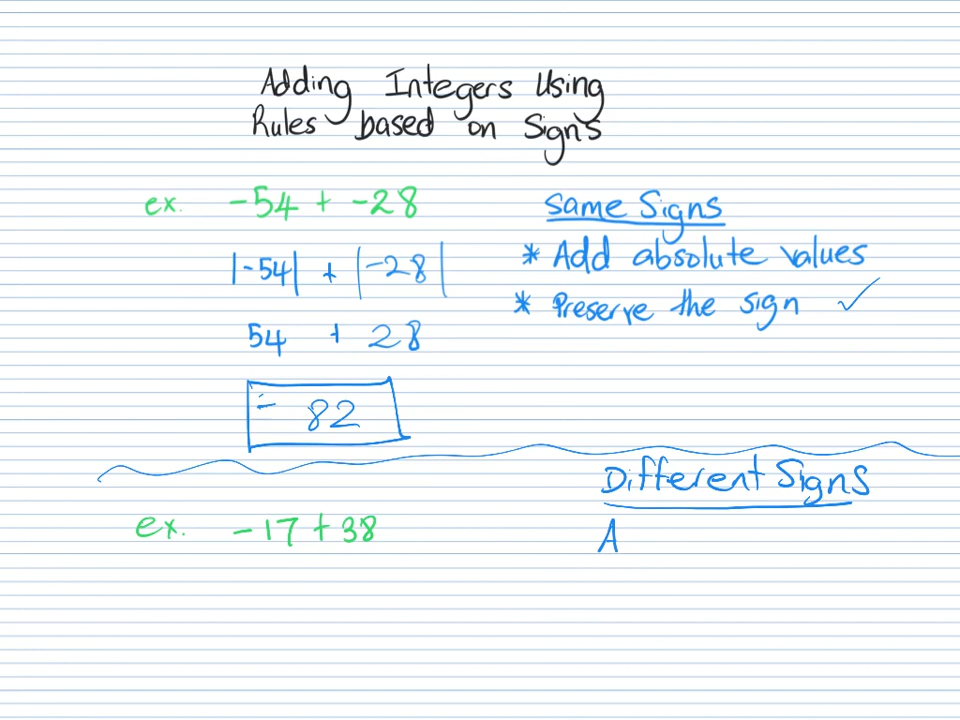 Adding Integers Using
Rules based on Signs
ex. -54 + -28
|-54| + |-28|
54 + 28
= 82
Same Signs
* Add absolute values
* Preserve the sign ✓
Different Signs
ex. -17 + 38
A